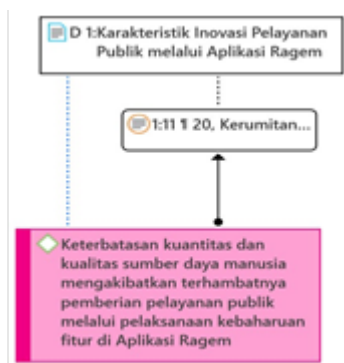 D 1:Karakteristik Inovasi Pelayanan
Publik melalui Aplikasi Ragem
1:11 ¶ 20, Kerumitan...
Keterbatasan kuantitas dan
kualitas sumber daya manusia
mengakibatkan terhambatnya
pemberian pelayanan publik
melalui pelaksanaan kebaharuan
fitur di Aplikasi Ragem